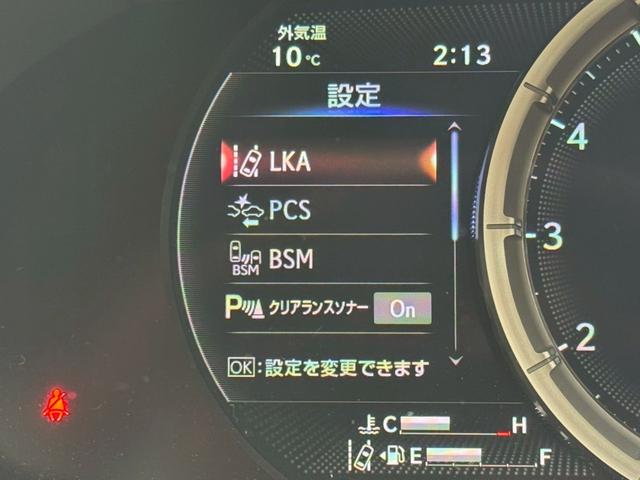 外気温
10℃ 2:13
設定
LKA
PCS
BSM
BSM
Pクリアランスソナー On
OK:設定を変更できます
4
3
2
C H
E F